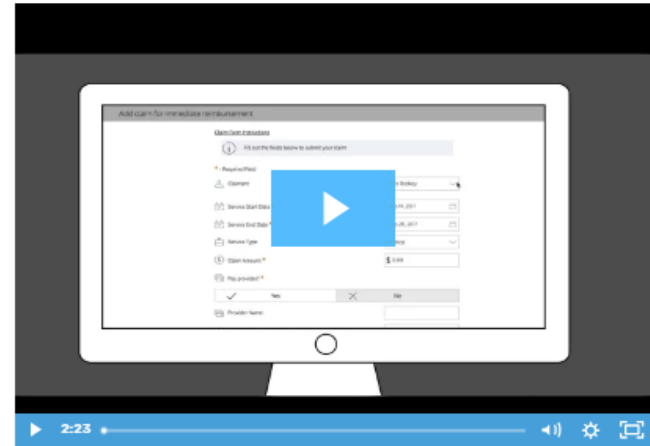 Add claim for immediate reimbursement
Claim Form Instructions
Fill out the fields below to submit your claim
* - Required Field
Claimant
Service Start Date
Service End Date *
Service Type
Claim Amount *
$ 0.00
Pay provider? *
Yes
No
Provider Name
2:23